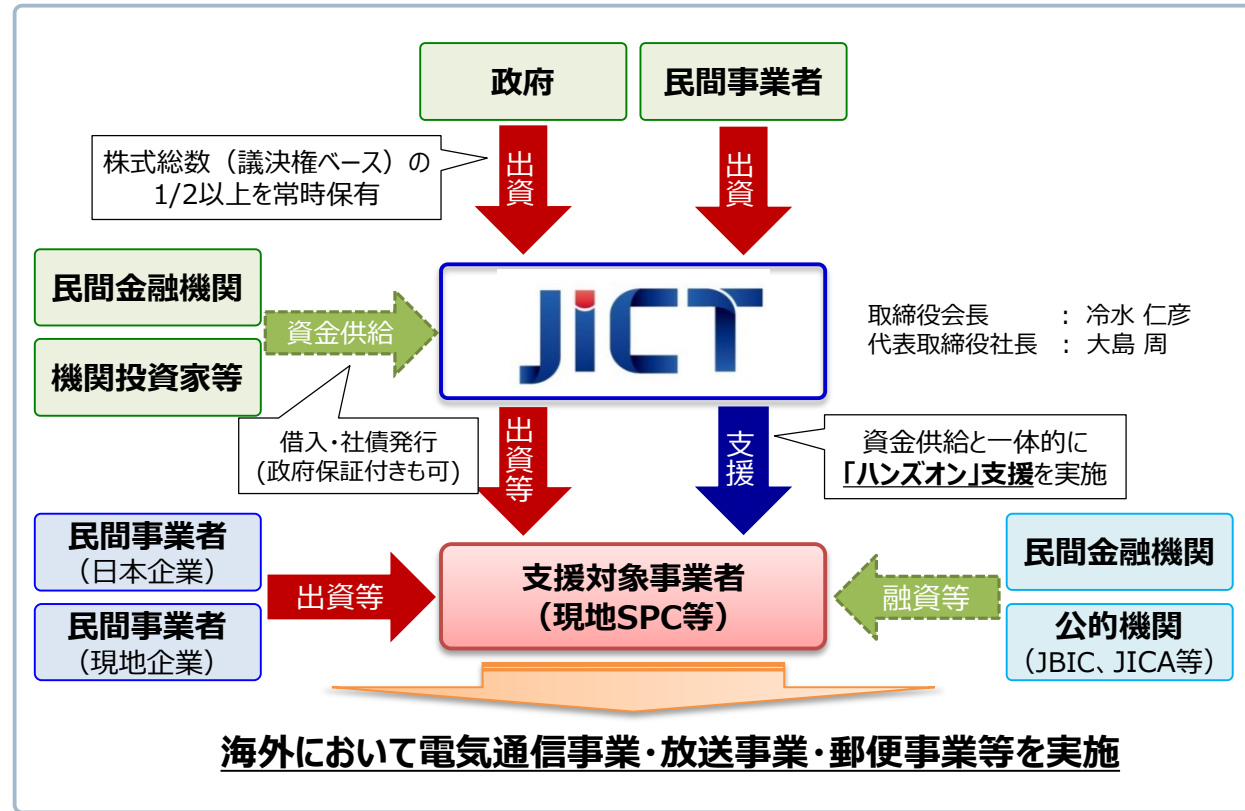 政府
民間事業者
株式総数（議決権ベース）の
1/2以上を常時保有
出資
出資
民間金融機関
機関投資家等
資金供給
JiCT
取締役会長 : 冷水 仁彦
代表取締役社長 : 大島 周
借入・社債発行
(政府保証付きも可)
出資等
支援
資金供給と一体的に
「ハンズオン」支援を実施
民間事業者
（日本企業）
民間事業者
（現地企業）
出資等
支援対象事業者
（現地SPC等）
融資等
民間金融機関
公的機関
（JBIC、JICA等）
海外において電気通信事業・放送事業・郵便事業等を実施